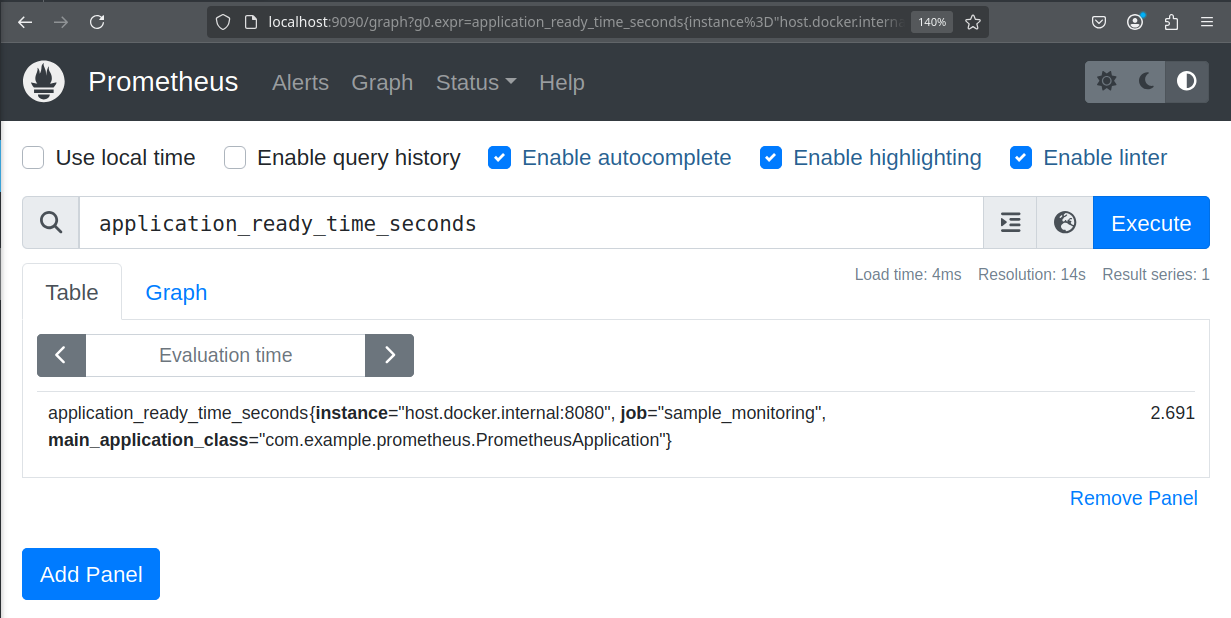 localhost:9090/graph?g0.expr=application_ready_time_seconds{instance%3D"host.docker.interna
140%
Prometheus Alerts Graph Status Help
Use local time Enable query history Enable autocomplete Enable highlighting Enable linter
application_ready_time_seconds Execute
Load time: 4ms Resolution: 14s Result series: 1
Table Graph
Evaluation time
application_ready_time_seconds{instance="host.docker.internal:8080", job="sample_monitoring", 2.691
main_application_class="com.example.prometheus.PrometheusApplication"}
Remove Panel
Add Panel